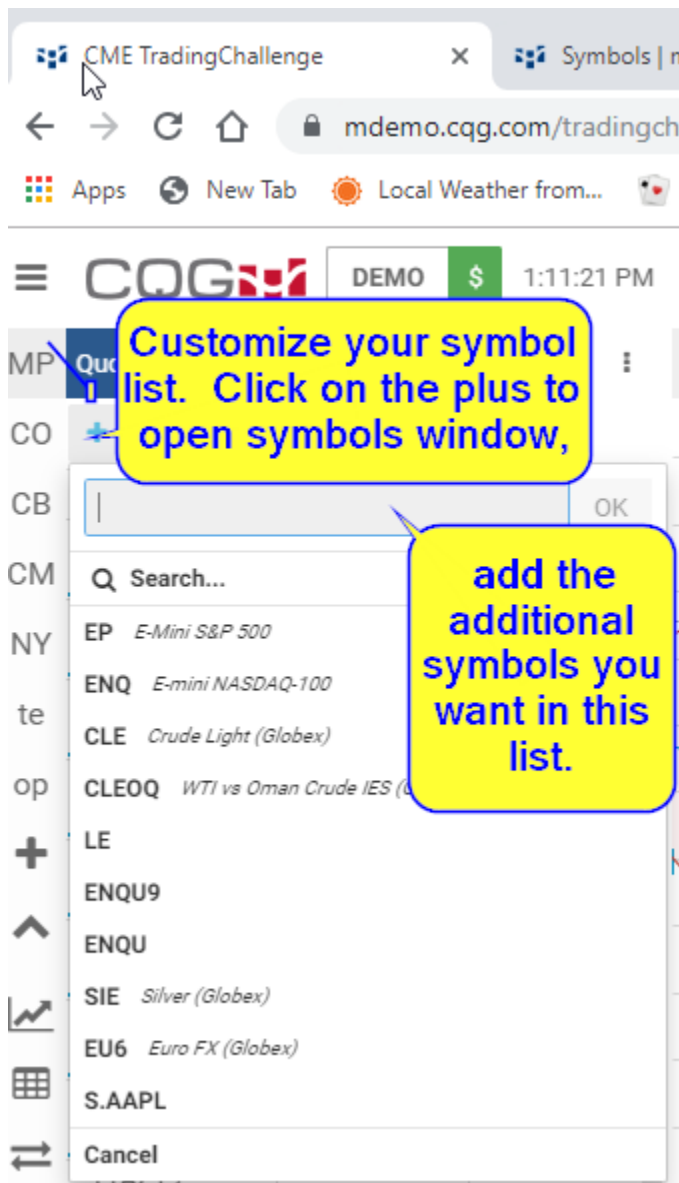 CME TradingChallenge
Symbols |
mdemo.cqg.com/tradingch
Apps New Tab Local Weather from...
CQG DEMO $ 1:11:21 PM
MP
Customize your symbol
list. Click on the plus to
open symbols window,
CO
CB
OK
CM
Search...
add the
additional
symbols you
want in this
list.
NY
EP E-Mini S&P 500
ENQ E-mini NASDAQ-100
te
CLE Crude Light (Globex)
op
CLEOQ WTI vs Oman Crude IES
LE
ENQU9
ENQU
SIE Silver (Globex)
EU6 Euro FX (Globex)
S.AAPL
Cancel